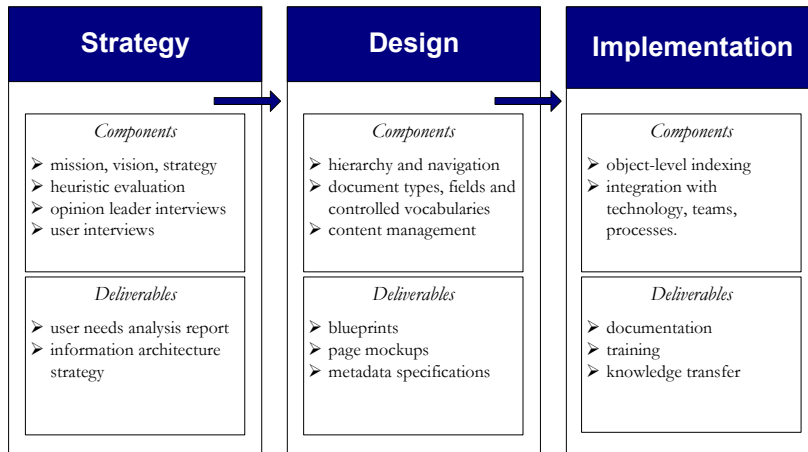 Strategy
Components
➢ mission, vision, strategy
➢ heuristic evaluation
➢ opinion leader interviews
➢ user interviews
Deliverables
➢ user needs analysis report
➢ information architecture
strategy
Design
Components
➢ hierarchy and navigation
➢ document types, fields and
controlled vocabularies
➢ content management
Deliverables
➢ blueprints
➢ page mockups
➢ metadata specifications
Implementation
Components
➢ object-level indexing
➢ integration with
technology, teams,
processes.
Deliverables
➢ documentation
➢ training
➢ knowledge transfer